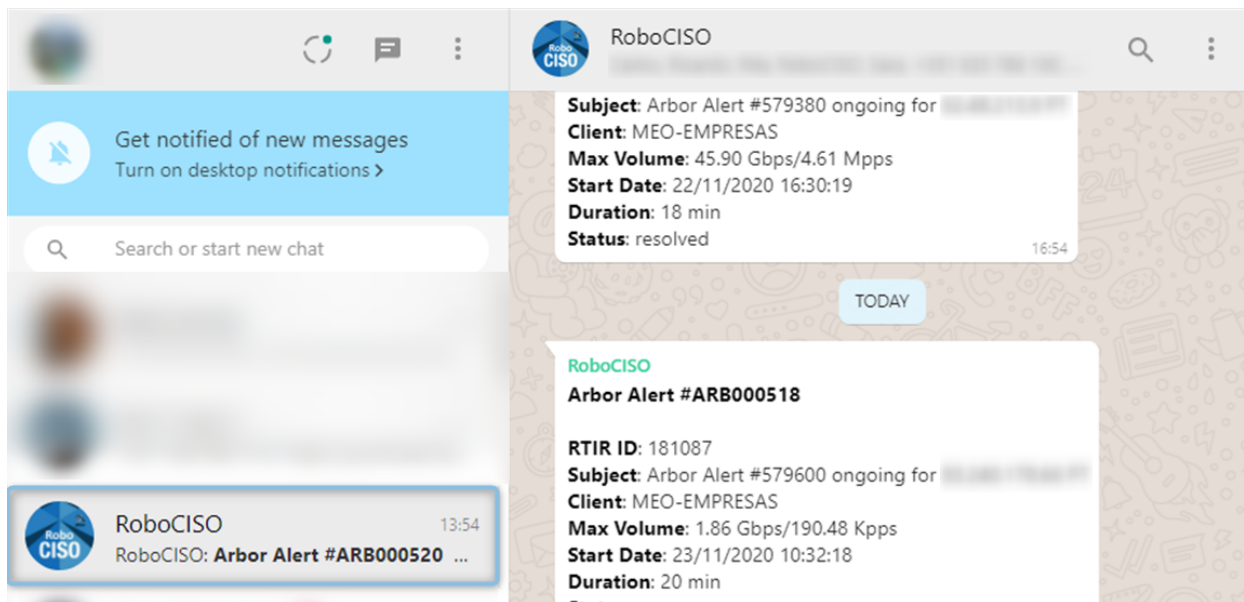 Get notified of new messages
Turn on desktop notifications >
Search or start new chat
Robo
CISO
RoboCISO
13:54
RoboCISO: Arbor Alert #ARB000520 ...
Robo
CISO
RoboCISO
Subject: Arbor Alert #579380 ongoing for
Client: MEO-EMPRESAS
Max Volume: 45.90 Gbps/4.61 Mpps
Start Date: 22/11/2020 16:30:19
Duration: 18 min
Status: resolved
16:54
TODAY
RoboCISO
Arbor Alert #ARB000518
RTIR ID: 181087
Subject: Arbor Alert #579600 ongoing for
Client: MEO-EMPRESAS
Max Volume: 1.86 Gbps/190.48 Kpps
Start Date: 23/11/2020 10:32:18
Duration: 20 min